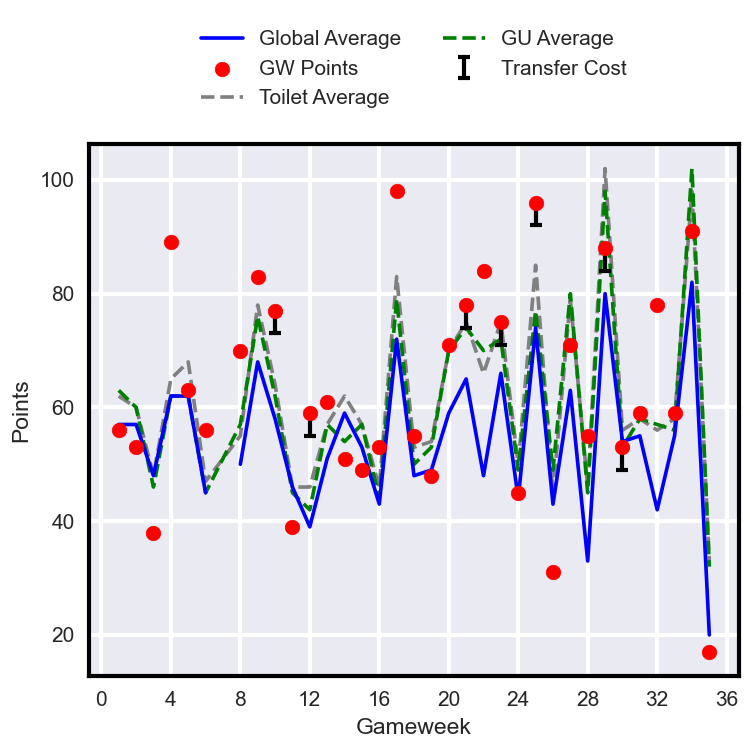 Global Average
GW Points
Toilet Average
GU Average
Transfer Cost
Points
100
80
60
40
20
0 4 8 12 16 20 24 28 32 36
Gameweek